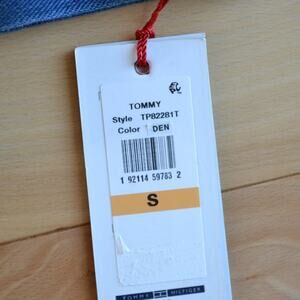 TOMMY
Style TP82281T
Color DEN
1 92114 59783 2
S
TOMMY HILFIGER